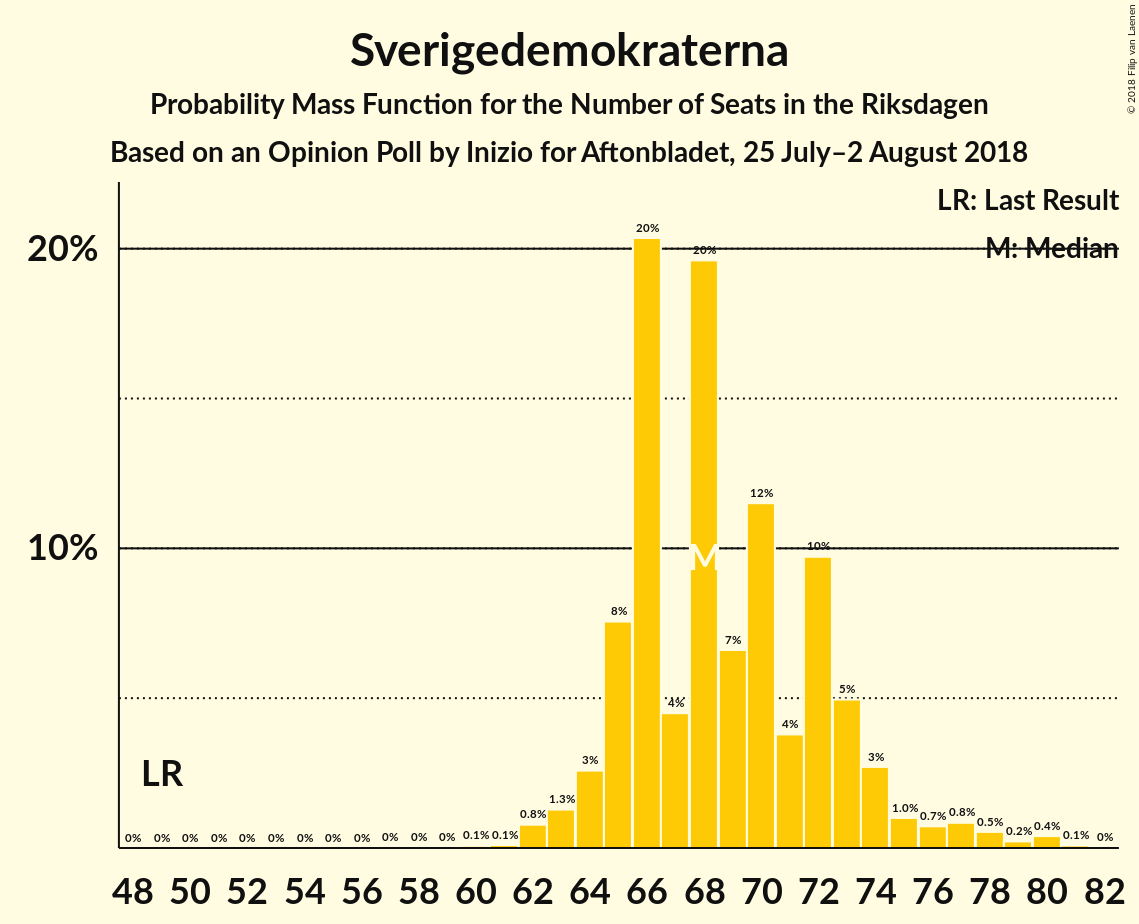 Sverigedemokraterna
Probability Mass Function for the Number of Seats in the Riksdagen
Based on an Opinion Poll by Inizio for Aftonbladet, 25 July–2 August 2018
© 2018 Filip van Laenen
LR: Last Result
M: Median
20%
10%
20%
20%
12%
10%
8%
7%
4%
5%
4%
3%
3%
M
LR
0% 0% 0% 0% 0% 0% 0% 0% 0% 0% 0% 0% 0.1% 0.1% 0.8% 1.3% 1.0% 0.7% 0.8% 0.5% 0.2% 0.4% 0.1% 0%
48 50 52 54 56 58 60 62 64 66 68 70 72 74 76 78 80 82